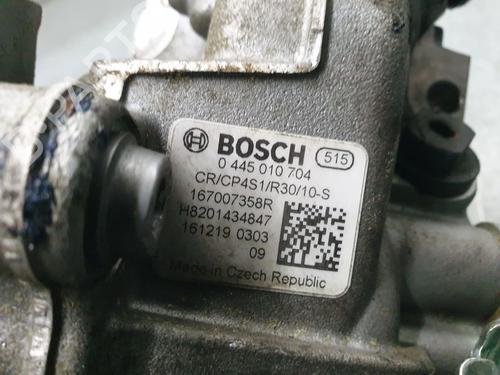 BOSCH 515
0 445 010 704
CR/CP4S1/R30/10-S
167007358R
H8201434847
161219 0303
09
Made in Czech Republic